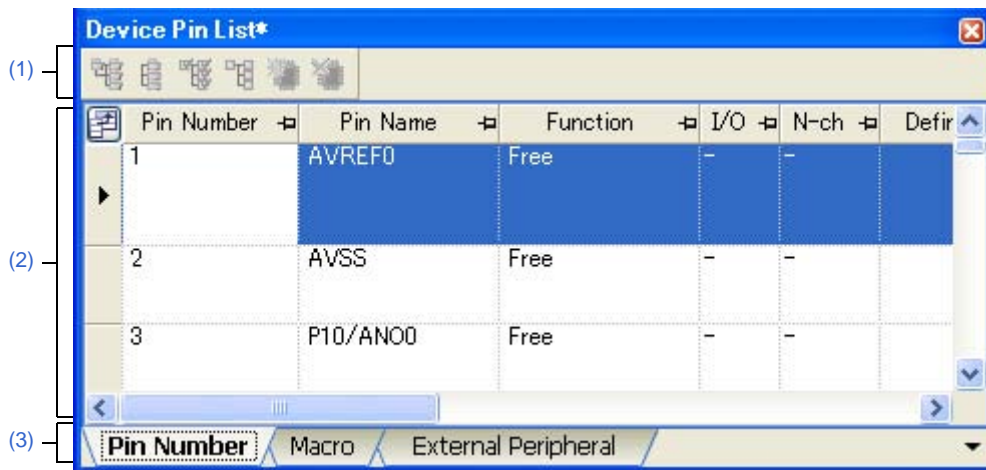 Device Pin List*
(1)
Pin Number Pin Name Function I/O N-ch Defir
1 AVREF0 Free - -
(2)
2 AVSS Free - -
3 P10/ANO0 Free - -
(3)
Pin Number Macro External Peripheral